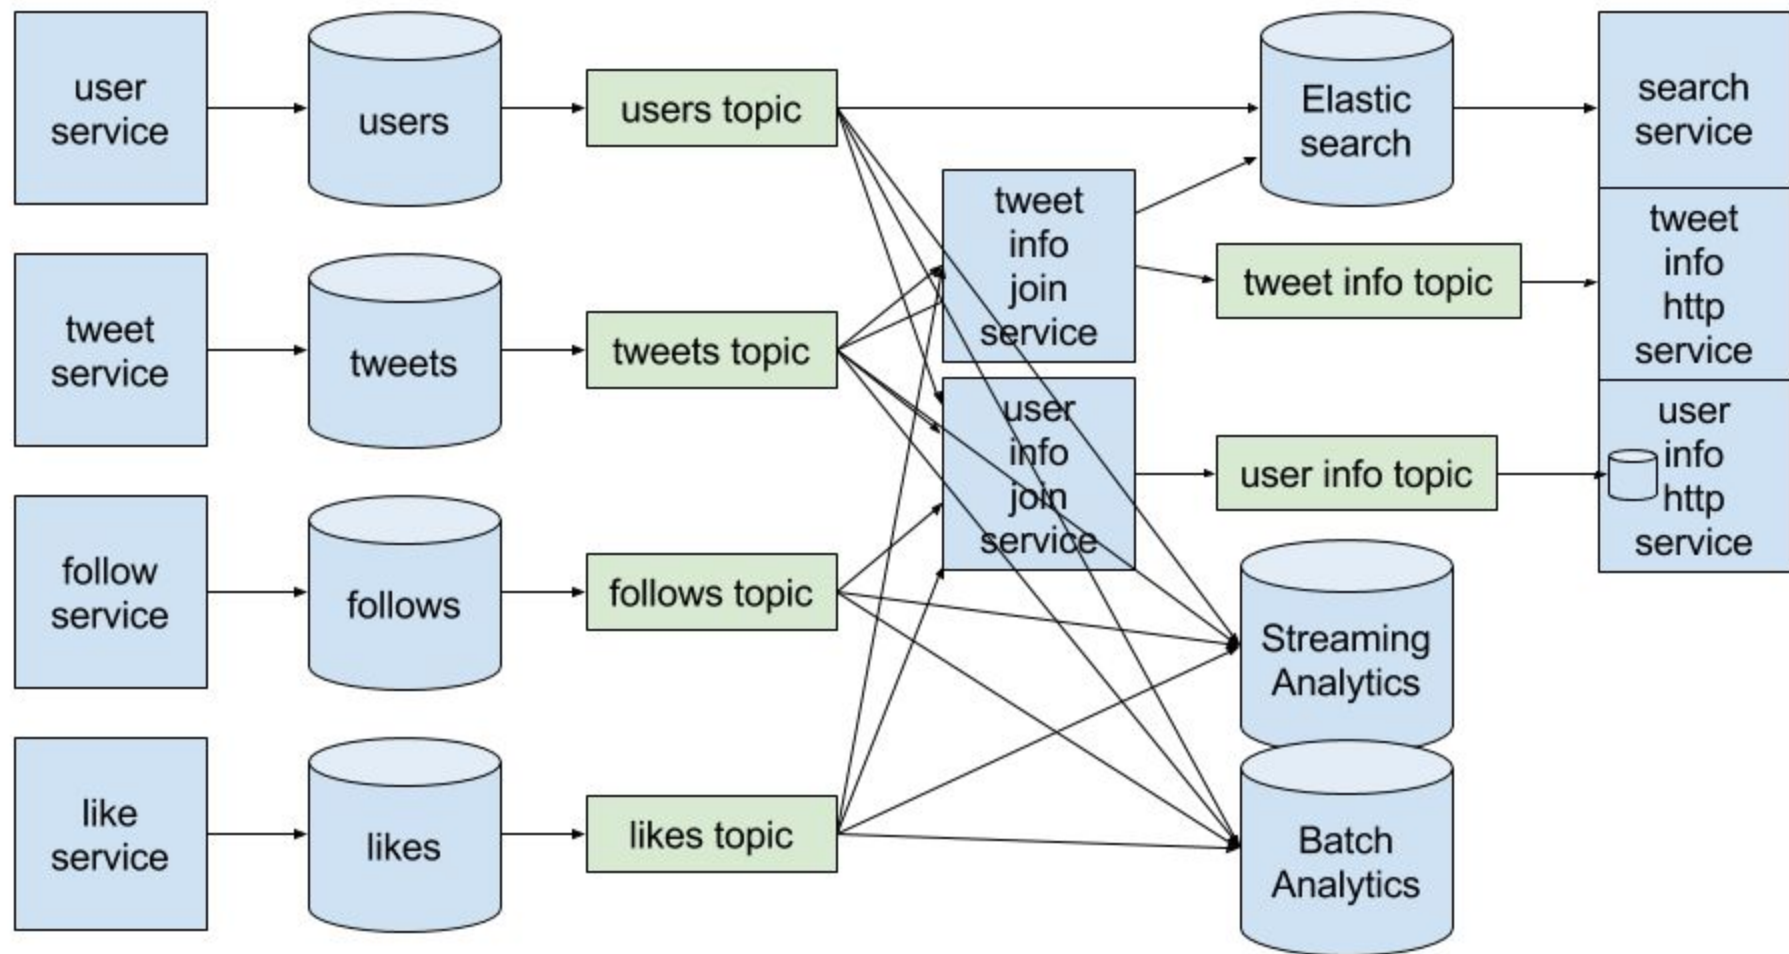 user
service
users
users topic
Elastic
search
search
service
tweet
info
join
service
tweet
info
http
service
tweet info topic
tweet
service
tweets
tweets topic
user
info
join
service
user info topic
user
info
http
service
follow
service
follows
follows topic
Streaming
Analytics
like
service
likes
likes topic
Batch
Analytics